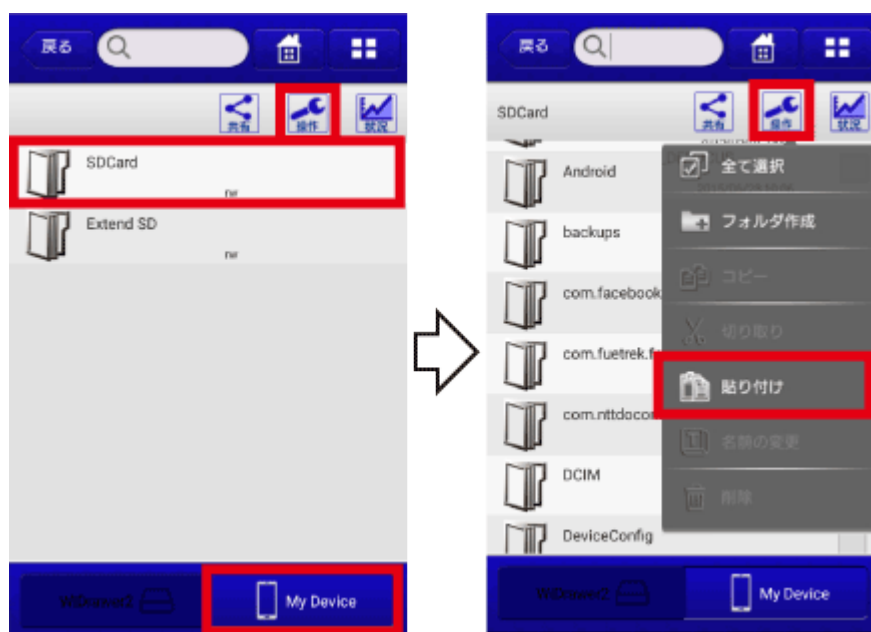 戻る
共有
操作
状況
SDCard
rw
Extend SD
rw
WiDrawer2
My Device
戻る
SDCard
共有
操作
状況
Android
backups
com.facebook
com.fuetrek.f
com.nttdocor
DCIM
DeviceConfig
全て選択
フォルダ作成
コピー
切り取り
貼り付け
名前の変更
削除
WiDrawer2
My Device